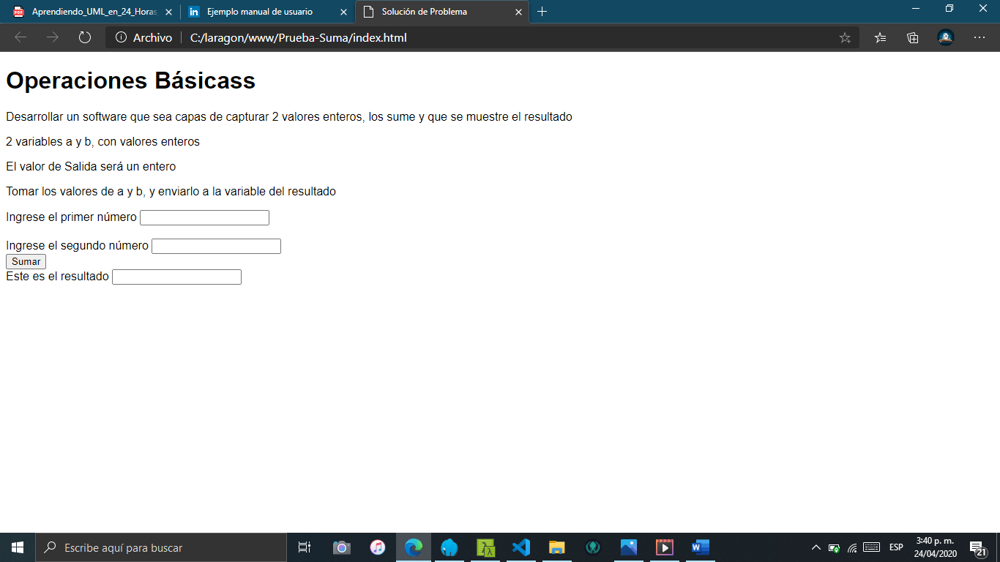 Aprendiendo_UML_en_24_Horas
Ejemplo manual de usuario
Solución de Problema
Archivo
C:/laragon/www/Prueba-Suma/index.html
Operaciones Básicass
Desarrollar un software que sea capas de capturar 2 valores enteros, los sume y que se muestre el resultado
2 variables a y b, con valores enteros
El valor de Salida será un entero
Tomar los valores de a y b, y enviarlo a la variable del resultado
Ingrese el primer número
Ingrese el segundo número
Sumar
Este es el resultado
Escribe aquí para buscar
ESP
3:40 p. m.
24/04/2020
21